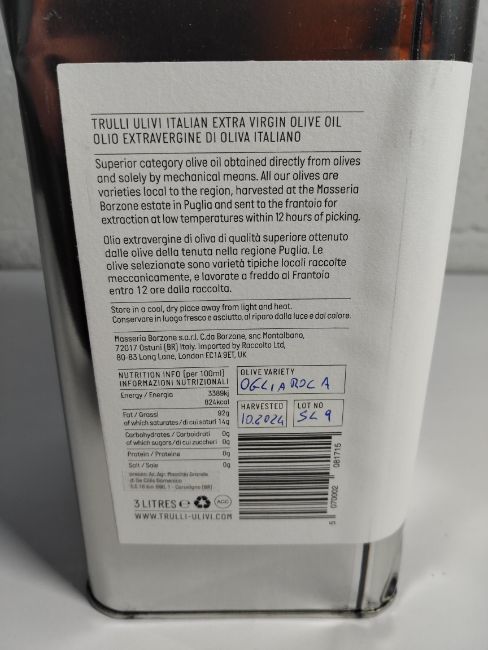 TRULLI ULIVI ITALIAN EXTRA VIRGIN OLIVE OIL
OLIO EXTRAVERGINE DI OLIVA ITALIANO
Superior category olive oil obtained directly from olives
and solely by mechanical means. All our olives are
varieties local to the region, harvested at the Masseria
Borzone estate in Puglia and sent to the frantoio for
extraction at low temperatures within 12 hours of picking.
Olio extravergine di oliva di qualità superiore ottenuto
dalle olive della tenuta nella regione Puglia. Le
olive selezionate sono varietà tipiche locali raccolte
meccanicamente, e lavorate a freddo al Frantoio
entro 12 ore dalla raccolta.
Store in a cool, dry place away from light and heat.
Conservare in luogo fresco e asciutto, al riparo dalla luce e dal calore.
Masseria Borzone s.a.r.l. C.da Borzone, snc Montalbano,
72017 Ostuni (BR) Italy. Imported by Raccolto Ltd,
80-83 Long Lane, London EC1A 9ET, UK
NUTRITION INFO (per 100ml)
INFORMAZIONI NUTRIZIONALI
Energy / Energia 3389kj
824kcal
Fat / Grassi 92g
of which saturates / di cui saturi 14g
Carbohydrates / Carboidrati 0g
of which sugars / di cui zuccheri 0g
Protein / Proteine 0g
Salt / Sale 0g
OLIVE VARIETY
OGLIAROLA
HARVESTED
10.2024
LOT NO
SL 9
3 LITRES e
AGC
WWW.TRULLI-ULIVI.COM
5 070002 081715